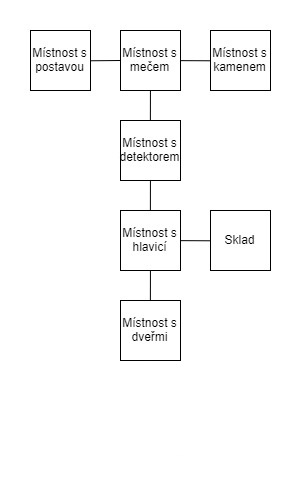 Místnost s
postavou
Místnost s
mečem
Místnost s
kamenem
Místnost s
detektorem
Místnost s
hlavicí
Sklad
Místnost s
dveřmi